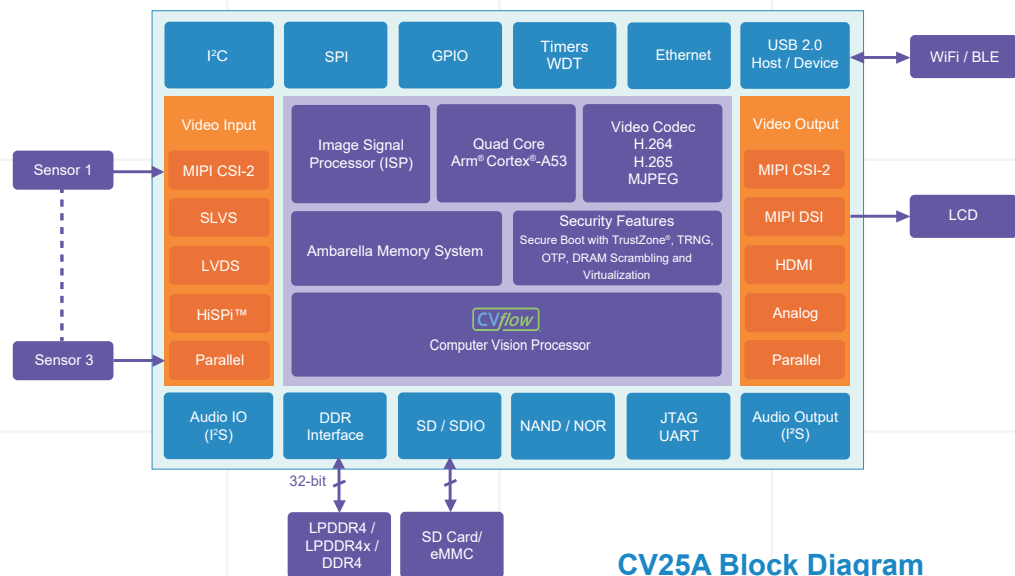 I²C
SPI
GPIO
Timers
WDT
Ethernet
USB 2.0
Host / Device
WiFi / BLE
Video Input
MIPI CSI-2
SLVS
LVDS
HiSPi™
Parallel
Sensor 1
Sensor 3
Image Signal
Processor (ISP)
Quad Core
Arm® Cortex®-A53
Video Codec
H.264
H.265
MJPEG
Ambarella Memory System
Security Features
Secure Boot with TrustZone®, TRNG,
OTP, DRAM Scrambling and
Virtualization
CVflow
Computer Vision Processor
Video Output
MIPI CSI-2
MIPI DSI
HDMI
Analog
Parallel
LCD
Audio IO
(I²S)
DDR
Interface
SD / SDIO
NAND / NOR
JTAG
UART
Audio Output
(I²S)
32-bit
LPDDR4 /
LPDDR4x /
DDR4
SD Card/
eMMC
CV25A Block Diagram